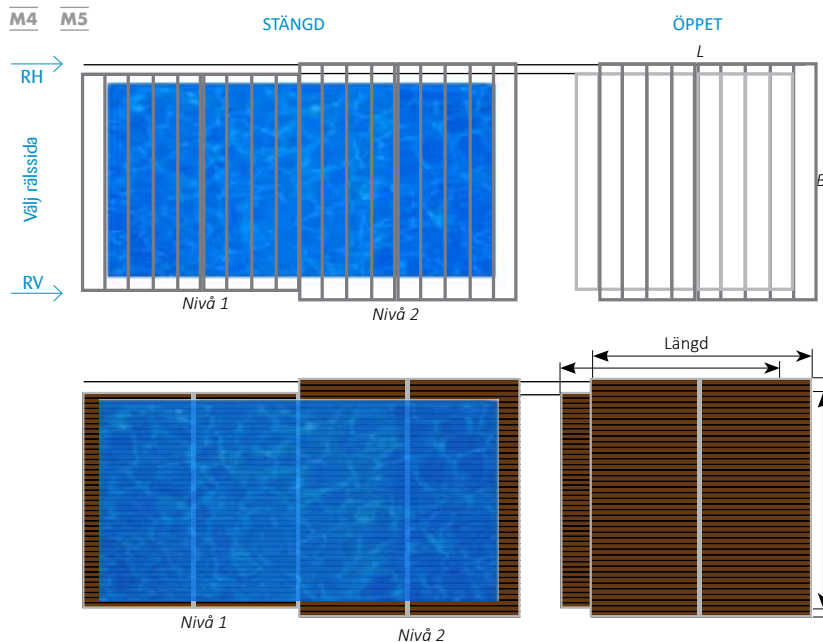 M4 M5
STÄNGD
ÖPPET
L
RH
Välj rälssida
B
RV
Nivå 1
Nivå 2
Längd
Nivå 1
Nivå 2